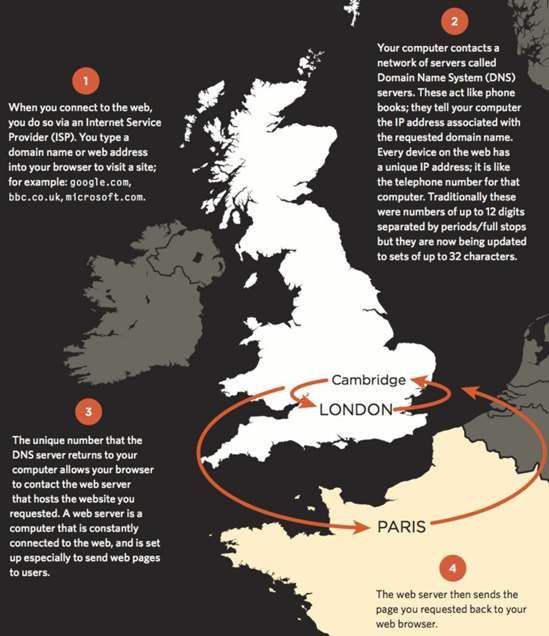 1
When you connect to the web,
you do so via an Internet Service
Provider (ISP). You type a
domain name or web address
into your browser to visit a site;
for example: google.com,
bbc.co.uk, microsoft.com.
2
Your computer contacts a
network of servers called
Domain Name System (DNS)
servers. These act like phone
books; they tell your computer
the IP address associated with
the requested domain name.
Every device on the web has
a unique IP address; it is like
the telephone number for that
computer. Traditionally these
were numbers of up to 12 digits
separated by periods/full stops
but they are now being updated
to sets of up to 32 characters.
Cambridge
LONDON
3
The unique number that the
DNS server returns to your
computer allows your browser
to contact the web server
that hosts the website you
requested. A web server is a
computer that is constantly
connected to the web, and is set
up especially to send web pages
to users.
PARIS
4
The web server then sends the
page you requested back to your
web browser.